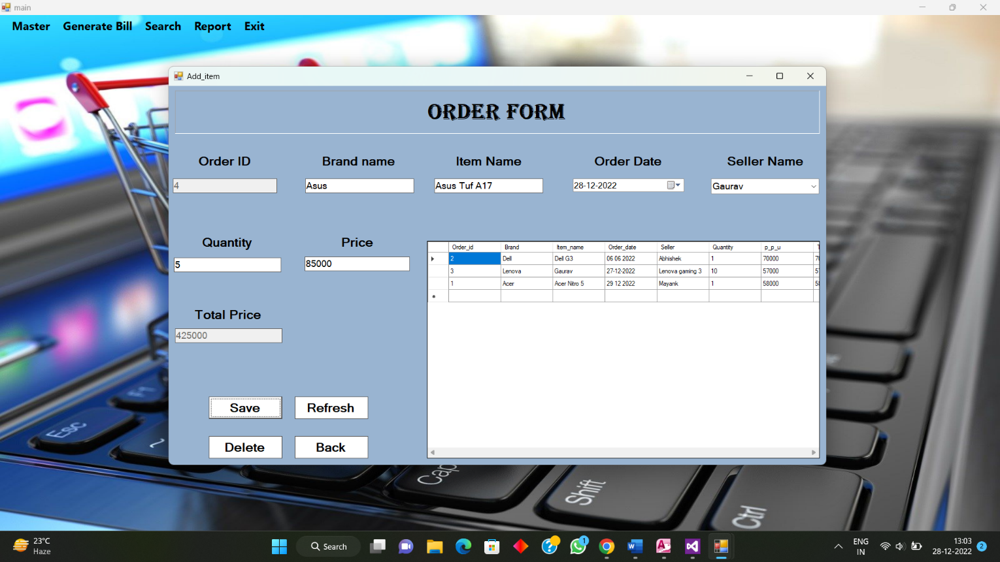 main
Master Generate Bill Search Report Exit
Add_item
ORDER FORM
Order ID Brand name Item Name Order Date Seller Name
4 Asus Asus Tuf A17 28-12-2022 Gaurav
Quantity Price
5 85000
Order_id Brand Item_name Order_date Seller Quantity p_p_u
2 Dell Dell G3 06 06 2022 Abhishek 1 70000
3 Lenova Gaurav 27-12-2022 Lenova gaming 3 10 57000
1 Acer Acer Nitro 5 29 12 2022 Mayank 1 58000
Total Price
425000
Save Refresh
Delete Back
Esc
F1
~
Caps
Shift
Ctrl
23°C
Haze
Search
1
ENG
IN
13:03
28-12-2022
2